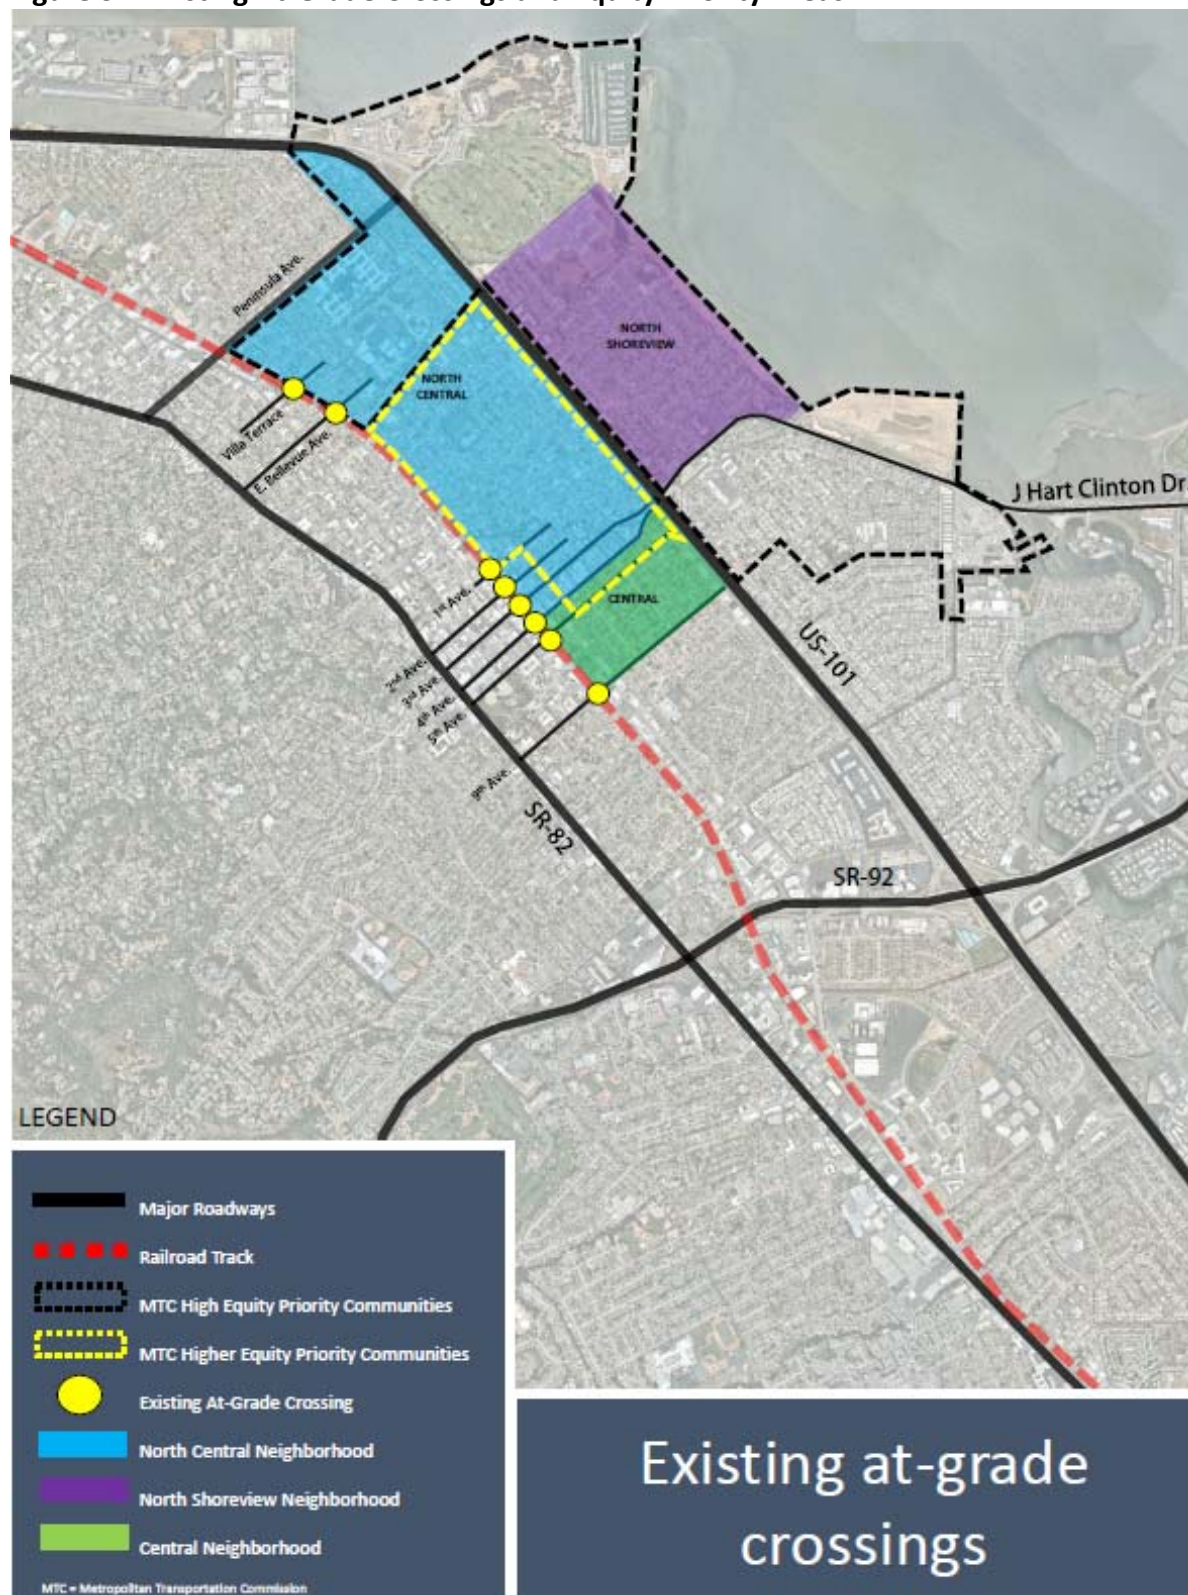 Peninsula Ave.
NORTH
SHOREVIEW
NORTH
CENTRAL
Villa Terrace
E. Bellevue Ave.
J Hart Clinton Dr.
1st Ave.
CENTRAL
2nd Ave.
3rd Ave.
4th Ave.
5th Ave.
US-101
9th Ave.
SR-82
SR-92
LEGEND
Major Roadways
Railroad Track
MTC High Equity Priority Communities
MTC Higher Equity Priority Communities
Existing At-Grade Crossing
North Central Neighborhood
North Shoreview Neighborhood
Central Neighborhood
MTC = Metropolitan Transportation Commission
Existing at-grade
crossings